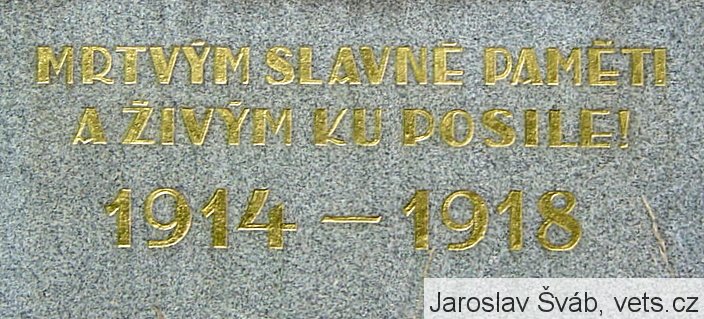 MRTVÝM SLAVNÉ PAMĚTI
A ŽIVÝM KU POSILE!
1914 – 1918
Jaroslav Šváb, vets.cz